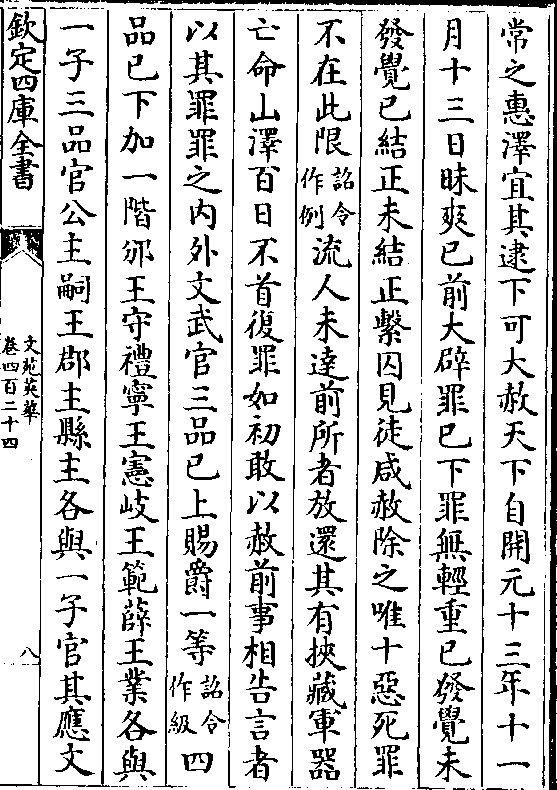 常之惠澤宜其逮下可大赦天下自開元十三年十一
月十三日昧爽已前大辟罪已下罪無輕重已發覺未
發覺已結正未結正繫囚見徒咸赦除之唯十惡死罪
不在此限詔令作例流人未達前所者放還其有挾藏軍器
亡命山澤百日不首復罪如初敢以赦前事相告言者
以其罪罪之内外文武官三品已上賜爵一等詔令作級四
品已下加一階邠王守禮寧王憲岐王範薛王業各與
一子三品官公主嗣王郡主縣主各與一子官其應文
欽定四庫全書
文苑英華
卷四百二十四
八